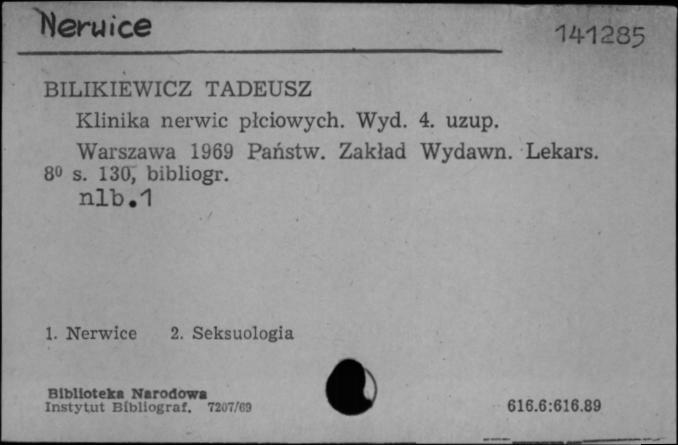 Nerwice
141285
BILIKIEWICZ TADEUSZ
Klinika nerwic płciowych. Wyd. 4. uzup.
Warszawa 1969 Państw. Zakład Wydawn. Lekars.
8⁰ s. 130, bibliogr.
nlb.1
1. Nerwice 2. Seksuologia
Biblioteka Narodowa
Instytut Bibliograf. 7207/69
616.6:616.89